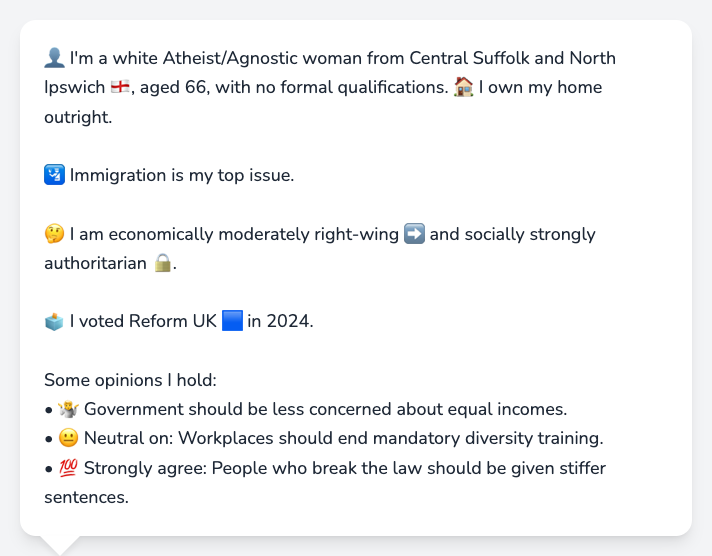 👤 I'm a white Atheist/Agnostic woman from Central Suffolk and North
Ipswich 🏴󠁧󠁢󠁥󠁮󠁧󠁿, aged 66, with no formal qualifications. 🏠 I own my home
outright.
🛂 Immigration is my top issue.
🤔 I am economically moderately right-wing ➡️ and socially strongly
authoritarian 🔒.
🗳️ I voted Reform UK 🟦 in 2024.
Some opinions I hold:
• 🤷 Government should be less concerned about equal incomes.
• 😐 Neutral on: Workplaces should end mandatory diversity training.
• 💯 Strongly agree: People who break the law should be given stiffer
sentences.